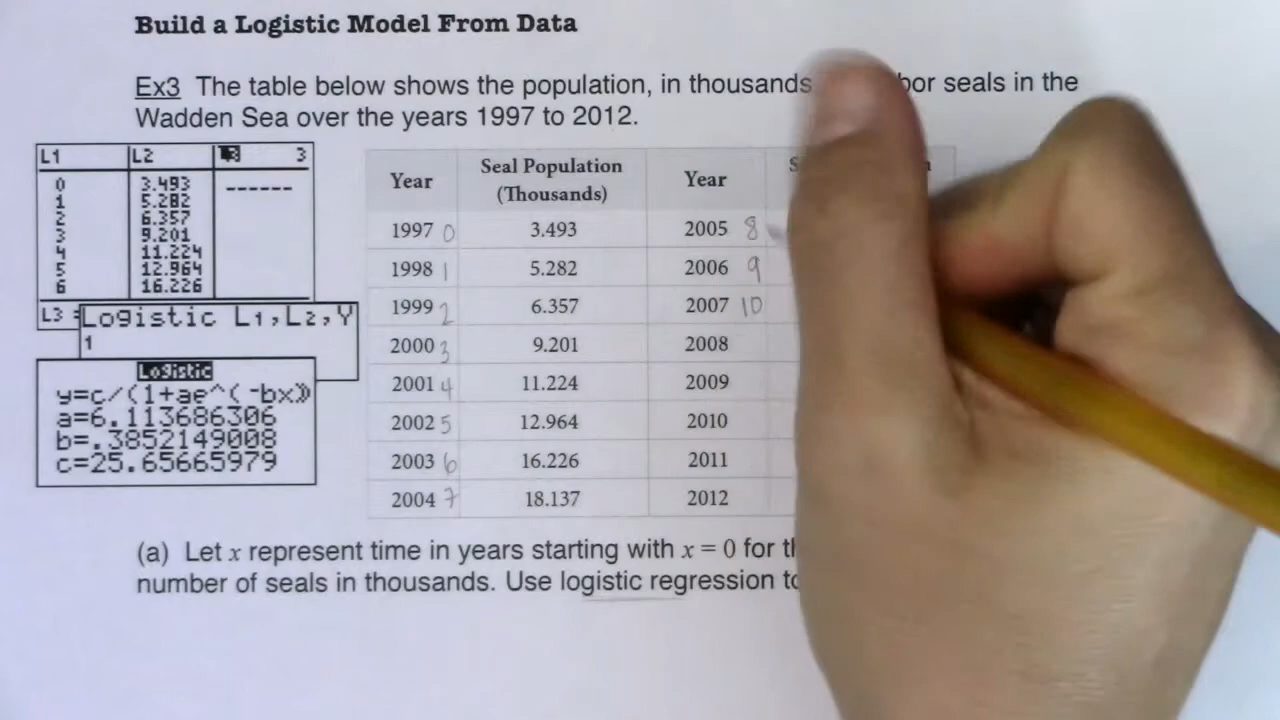 Build a Logistic Model From Data
Ex3 The table below shows the population, in thousands
bor seals in the
Wadden Sea over the years 1997 to 2012.
L1 L2 L3 3
0 3.493 ------
1 5.282
2 6.357
3 9.201
4 11.224
5 12.964
6 16.226
L3 =
Logistic L1,L2,Y
1
Logistic
y=c/(1+ae^(-bx))
a=6.113686306
b=.3852149008
c=25.65665979
Year Seal Population Year
(Thousands)
1997 0 3.493 2005 8
1998 1 5.282 2006 9
1999 2 6.357 2007 10
2000 3 9.201 2008
2001 4 11.224 2009
2002 5 12.964 2010
2003 6 16.226 2011
2004 7 18.137 2012
(a) Let x represent time in years starting with x = 0 for
number of seals in thousands. Use logistic regression